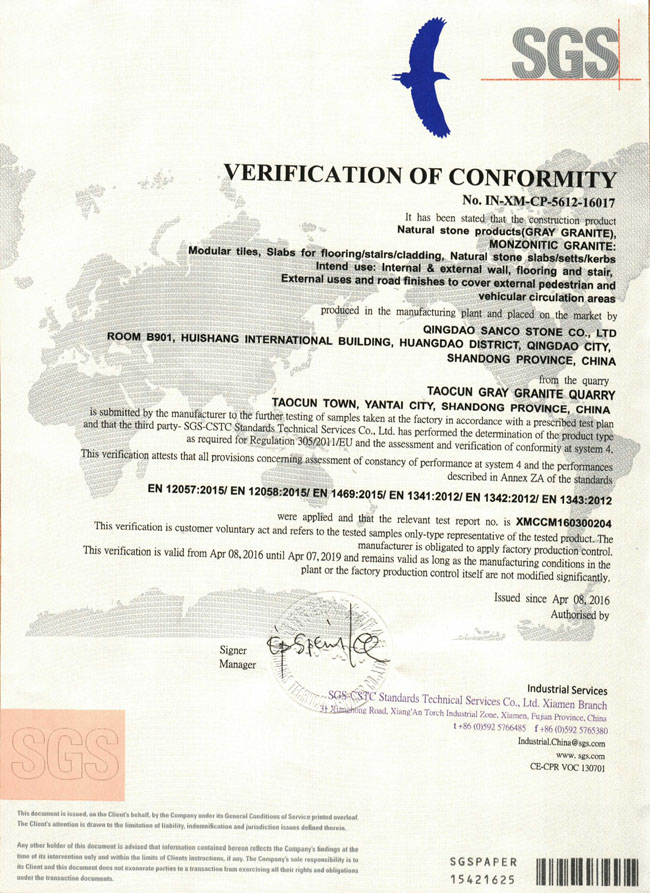 SGS
VERIFICATION OF CONFORMITY
No. IN-XM-CP-5612-16017
It has been stated that the construction product
Natural stone products(GRAY GRANITE),
MONZONITIC GRANITE:
Modular tiles, Slabs for flooring/stairs/cladding, Natural stone slabs/setts/kerbs
Intend use: Internal & external wall, flooring and stair,
External uses and road finishes to cover external pedestrian and
vehicular circulation areas
produced in the manufacturing plant and placed on the market by
QINGDAO SANCO STONE CO., LTD
ROOM B901, HUISHANG INTERNATIONAL BUILDING, HUANGDAO DISTRICT, QINGDAO CITY,
SHANDONG PROVINCE, CHINA
from the quarry
TAOCUN GRAY GRANITE QUARRY
TAOCUN TOWN, YANTAI CITY, SHANDONG PROVINCE, CHINA
is submitted by the manufacturer to the further testing of samples taken at the factory in accordance with a prescribed test plan
and that the third party- SGS-CSTC Standards Technical Services Co., Ltd. has performed the determination of the product type
as required for Regulation 305/2011/EU and the assessment and verification of conformity at system 4.
This verification attests that all provisions concerning assessment of constancy of performance at system 4 and the performances
described in Annex ZA of the standards
EN 12057:2015/ EN 12058:2015/ EN 1469:2015/ EN 1341:2012/ EN 1342:2012/ EN 1343:2012
were applied and that the relevant test report no. is XMCCM160300204
This verification is customer voluntary act and refers to the tested samples only-type representative of the tested product. The
manufacturer is obligated to apply factory production control.
This verification is valid from Apr 08, 2016 until Apr 07, 2019 and remains valid as long as the manufacturing conditions in the
plant or the factory production control itself are not modified significantly.
Issued since Apr 08, 2016
Authorised by
Signer
Manager
Industrial Services
SGS-CSTC Standards Technical Services Co., Ltd. Xiamen Branch
Road, Xiang'An Torch Industrial Zone, Xiamen, Fujian Province, China
t +86 (0)592 5766485 f +86 (0)592 5765380
Industrial.China@sgs.com
www. sgs.com
CE-CPR VOC 130701
SGS
This document is issued, on the Client's behalf, by the Company under its General Conditions of Service printed overleaf.
The Client's attention is drawn to the limitation of liability, indemnification and jurisdiction issues defined therein.
Any other holder of this document is advised that information contained hereon reflects the Company's findings at the
time of its intervention only and within the limits of Client's instructions, if any. The Company's sole responsibility is to
its Client and this document does not exonerate parties to a transaction from exercising all their rights and obligations
under the transaction documents.
SGSPAPER
15421625